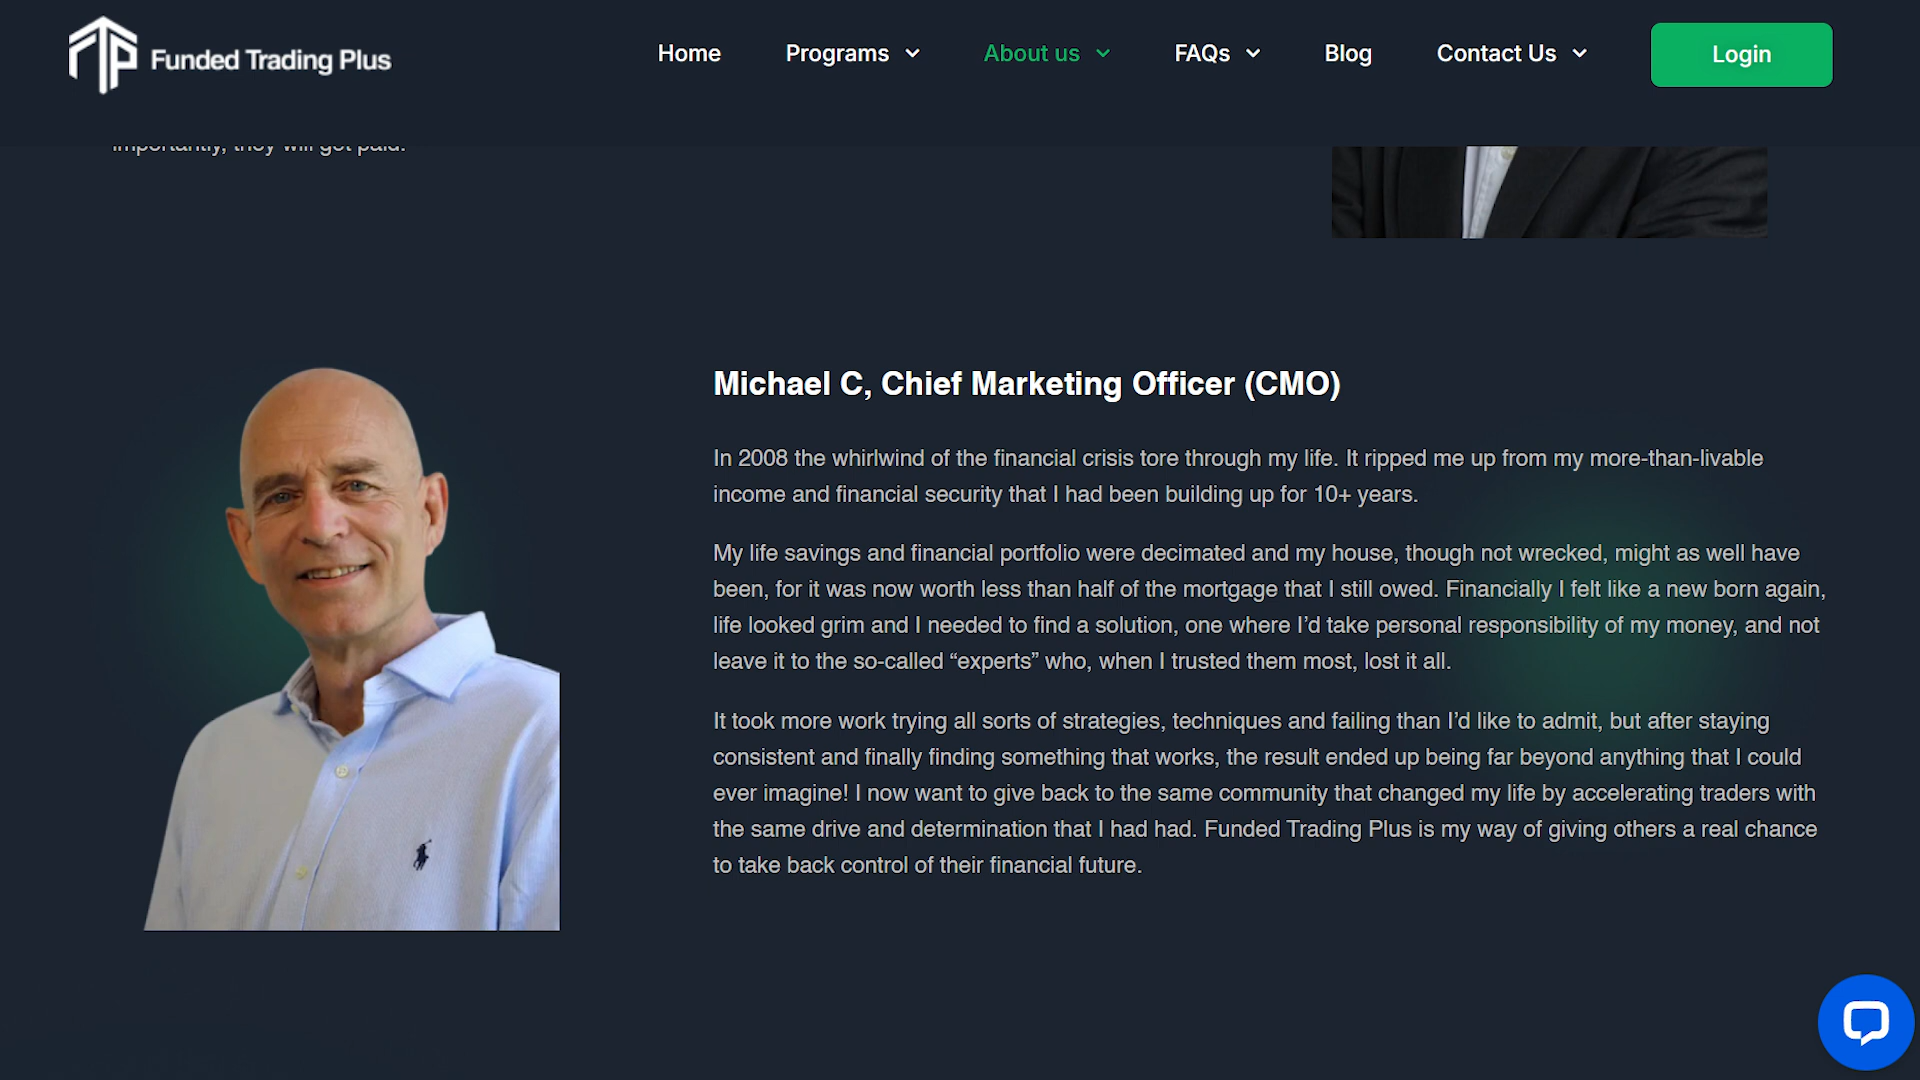 Funded Trading Plus
Home
Programs
About us
FAQs
Blog
Contact Us
Login
importantly, they will get paid.
Michael C, Chief Marketing Officer (CMO)
In 2008 the whirlwind of the financial crisis tore through my life. It ripped me up from my more-than-livable
income and financial security that I had been building up for 10+ years.
My life savings and financial portfolio were decimated and my house, though not wrecked, might as well have
been, for it was now worth less than half of the mortgage that I still owed. Financially I felt like a new born again,
life looked grim and I needed to find a solution, one where I’d take personal responsibility of my money, and not
leave it to the so-called “experts” who, when I trusted them most, lost it all.
It took more work trying all sorts of strategies, techniques and failing than I’d like to admit, but after staying
consistent and finally finding something that works, the result ended up being far beyond anything that I could
ever imagine! I now want to give back to the same community that changed my life by accelerating traders with
the same drive and determination that I had had. Funded Trading Plus is my way of giving others a real chance
to take back control of their financial future.